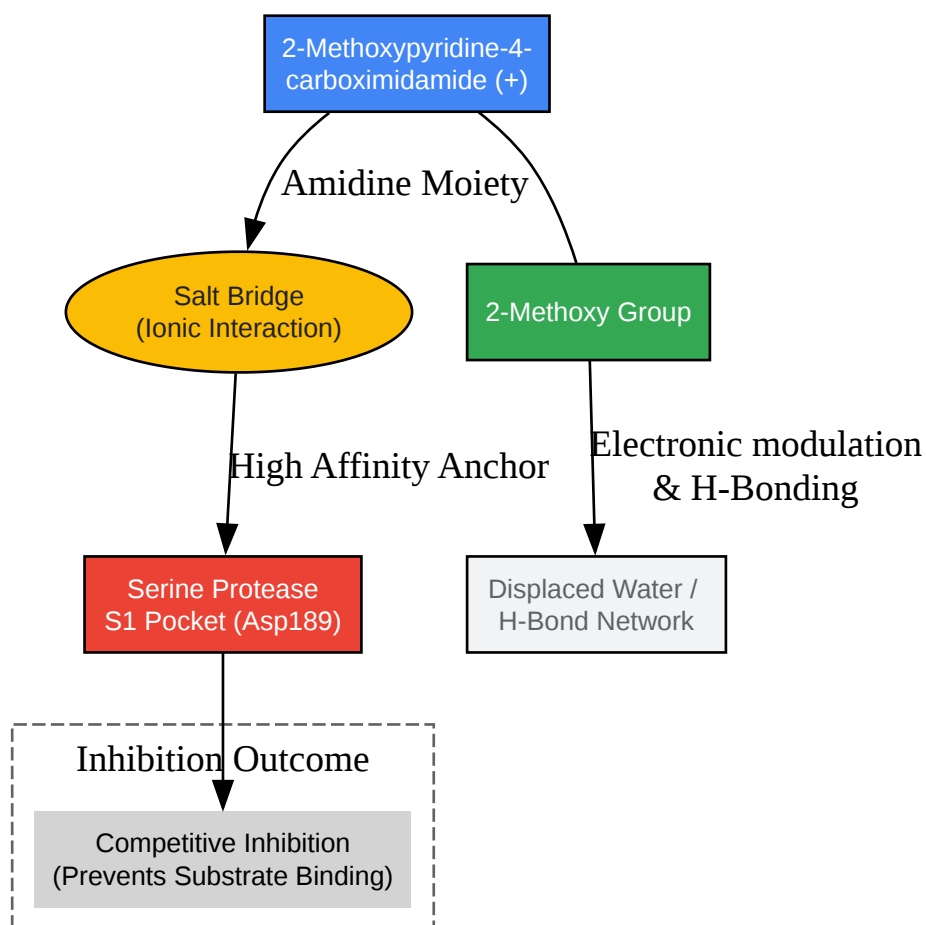 2-Methoxypyridine-4-
carboximidamide (+)
Amidine Moiety
Salt Bridge
(Ionic Interaction)
2-Methoxy Group
High Affinity Anchor
Electronic modulation
& H-Bonding
Serine Protease
S1 Pocket (Asp189)
Displaced Water /
H-Bond Network
Inhibition Outcome
Competitive Inhibition
(Prevents Substrate Binding)